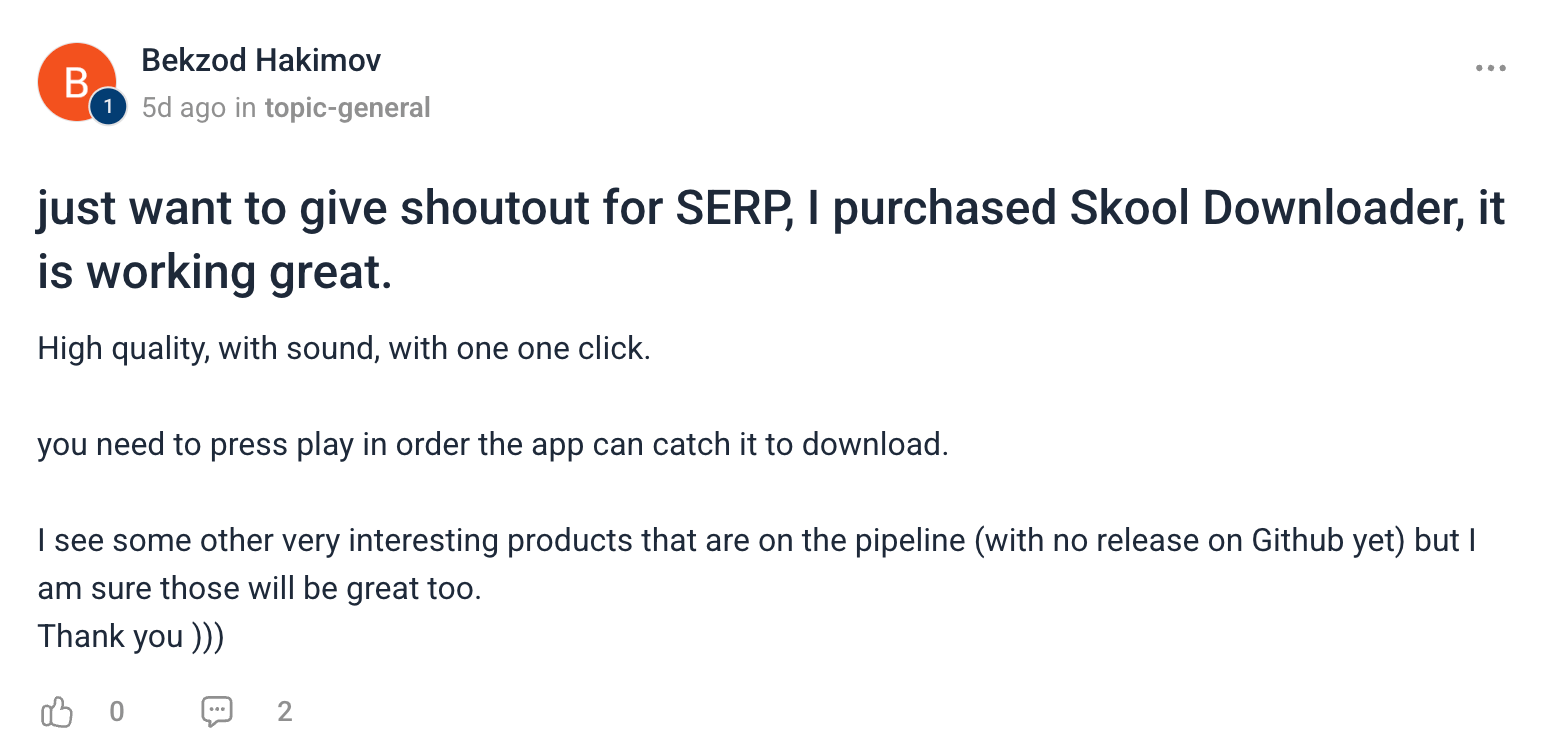 B
1
Bekzod Hakimov
5d ago in topic-general
just want to give shoutout for SERP, I purchased Skool Downloader, it
is working great.
High quality, with sound, with one one click.
you need to press play in order the app can catch it to download.
I see some other very interesting products that are on the pipeline (with no release on Github yet) but I
am sure those will be great too.
Thank you )))
0 2